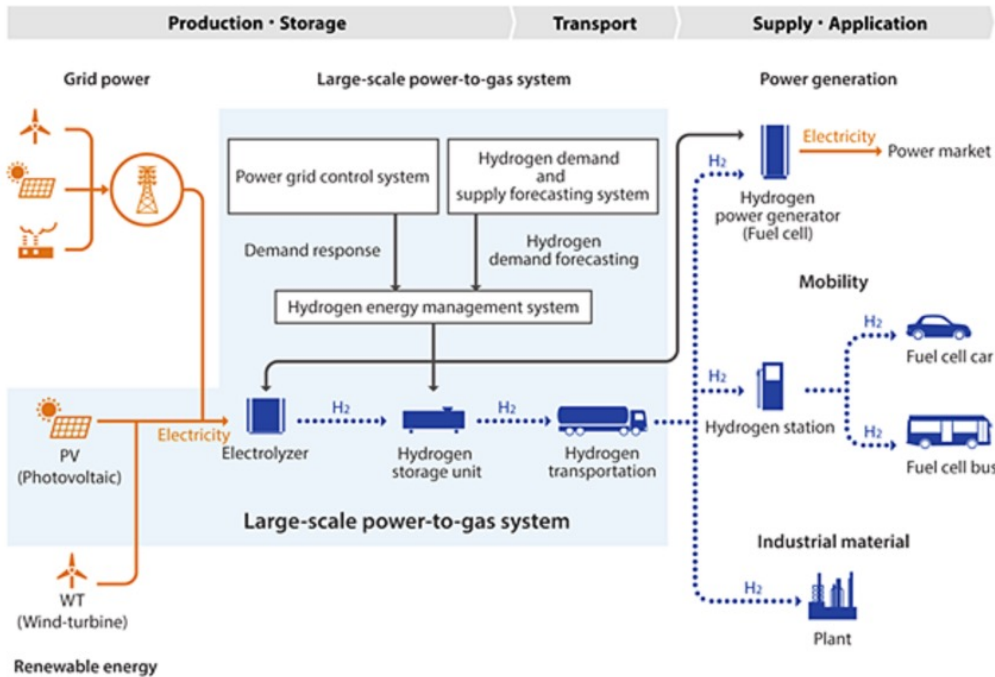 Production · Storage
Transport
Supply · Application
Grid power
Large-scale power-to-gas system
Power generation
Power grid control system
Hydrogen demand
and
supply forecasting system
H2
Electricity
Power market
Hydrogen
power generator
(Fuel cell)
Demand response
Hydrogen
demand forecasting
Mobility
Hydrogen energy management system
H2
Fuel cell car
H2
Hydrogen station
H2
Fuel cell bus
PV
(Photovoltaic)
Electricity
Electrolyzer
H2
Hydrogen
storage unit
H2
Hydrogen
transportation
Large-scale power-to-gas system
Industrial material
WT
(Wind-turbine)
H2
Plant
Renewable energy